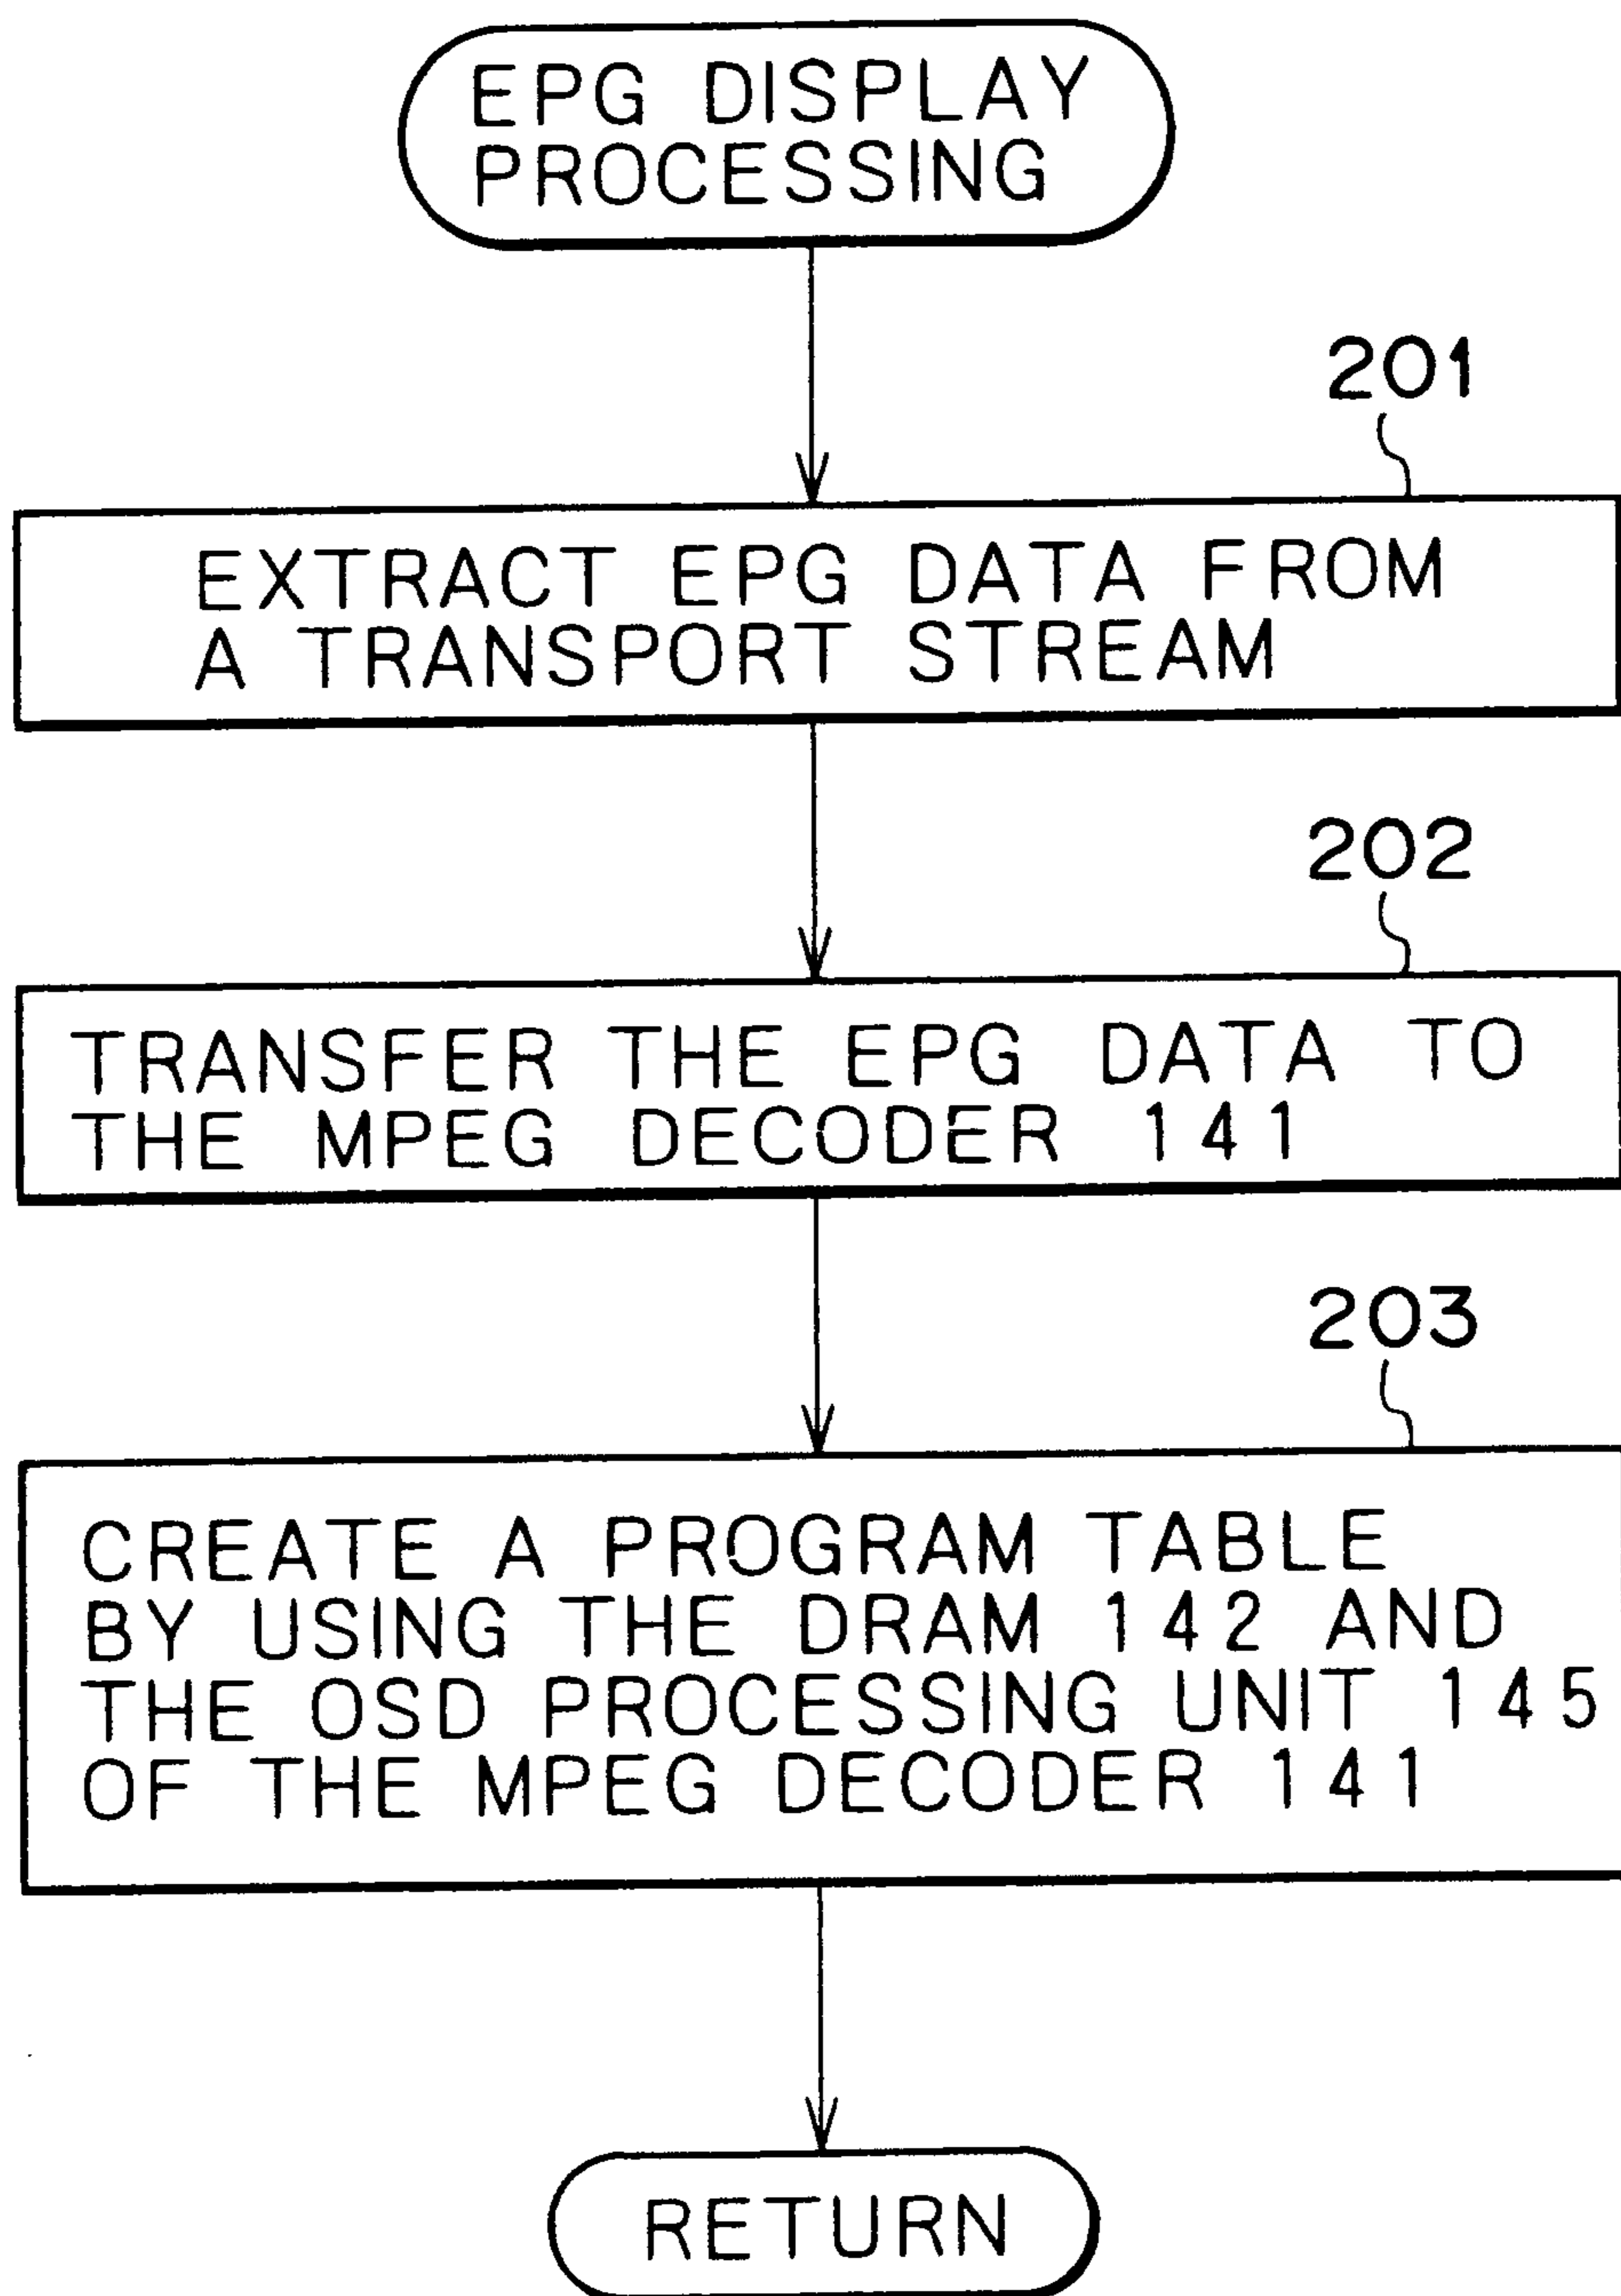 EPG DISPLAY
PROCESSING
201
EXTRACT EPG DATA FROM
A TRANSPORT STREAM
202
TRANSFER THE EPG DATA TO
THE MPEG DECODER 141
203
CREATE A PROGRAM TABLE
BY USING THE DRAM 142 AND
THE OSD PROCESSING UNIT 145
OF THE MPEG DECODER 141
RETURN